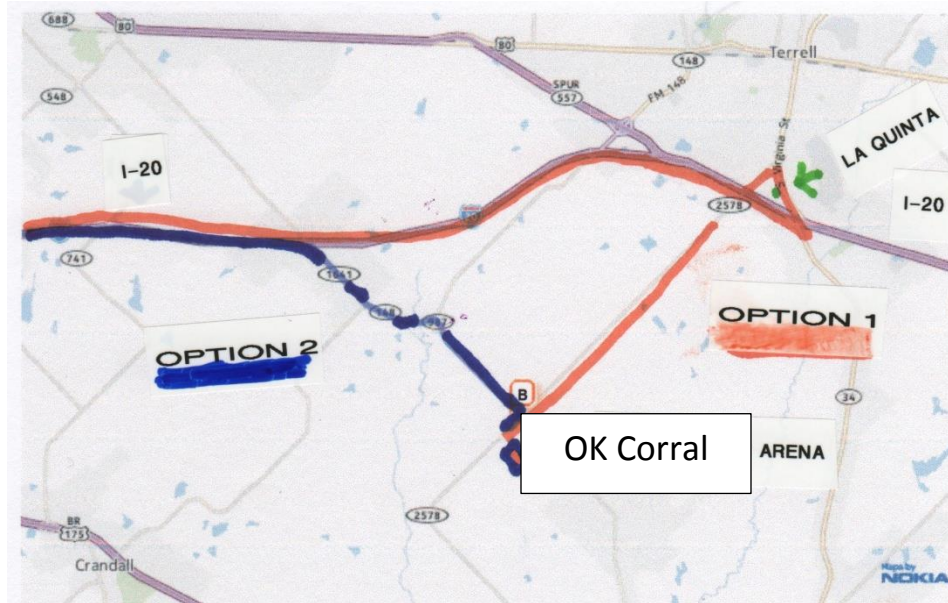 688
80
80
Terrell
148
FM-148
SPUR
557
548
S Virginia St
LA QUINTA
I-20
I-20
2578
741
1641
148
987
OPTION 2
OPTION 1
B
34
OK Corral
ARENA
2578
BR
175
Crandall
Maps by
NOKIA